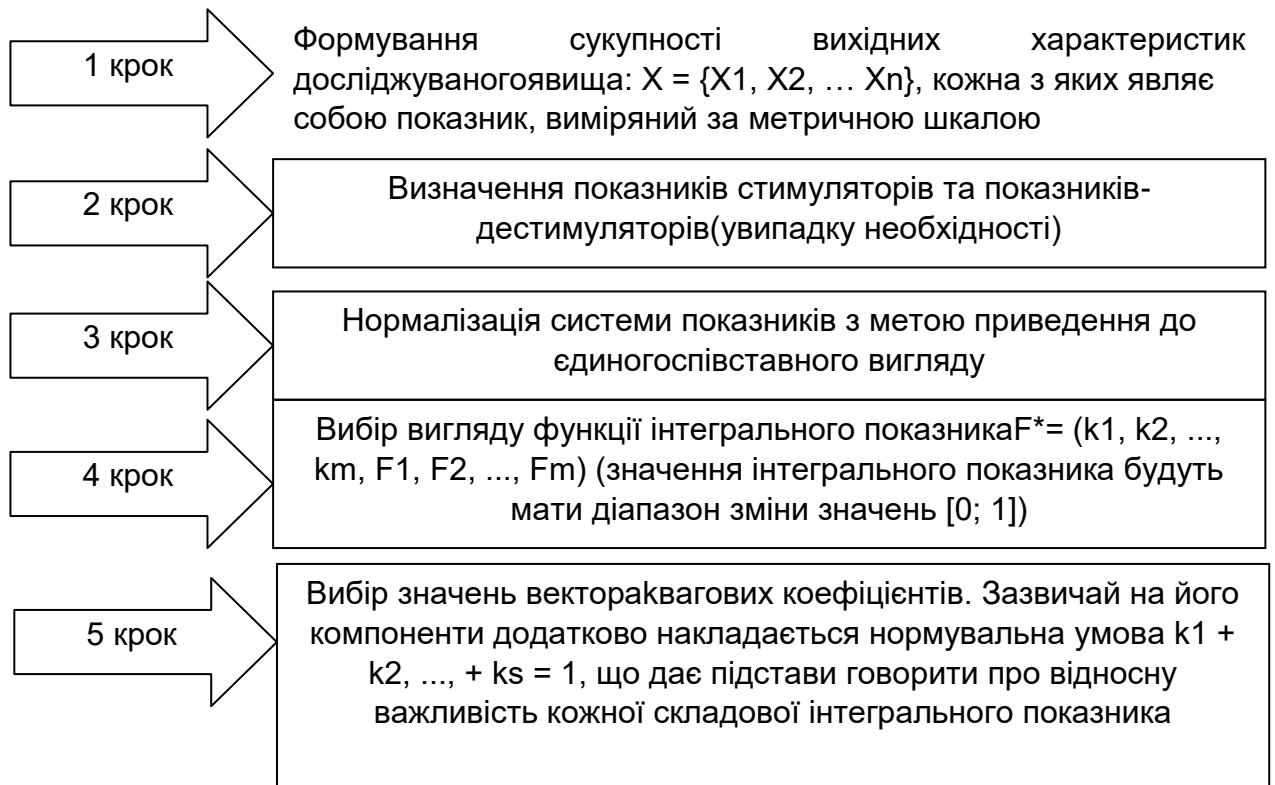 1 крок
Формування сукупності вихідних характеристик
досліджуваногоявища: X = {X1, X2, … Xn}, кожна з яких являє
собою показник, виміряний за метричною шкалою
2 крок
Визначення показників стимуляторів та показників-
дестимуляторів(увипадку необхідності)
3 крок
Нормалізація системи показників з метою приведення до
єдиногоспівставного вигляду
4 крок
Вибір вигляду функції інтегрального показникаF*= (k1, k2, ...,
km, F1, F2, ..., Fm) (значення інтегрального показника будуть
мати діапазон зміни значень [0; 1])
5 крок
Вибір значень вектораkвагових коефіцієнтів. Зазвичай на його
компоненти додатково накладається нормувальна умова k1 +
k2, ..., + ks = 1, що дає підстави говорити про відносну
важливість кожної складової інтегрального показника